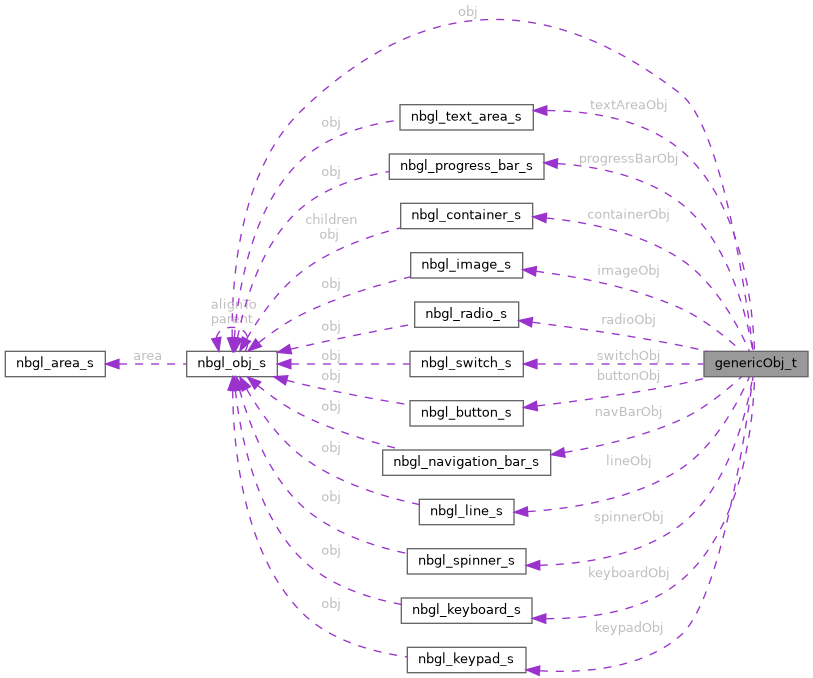 obj
textAreaObj
nbgl_text_area_s
obj
progressBarObj
nbgl_progress_bar_s
obj
containerObj
nbgl_container_s
children
obj
imageObj
nbgl_image_s
obj
alignTo
parent
radioObj
nbgl_radio_s
obj
nbgl_area_s
area
nbgl_obj_s
obj
nbgl_switch_s
switchObj
genericObj_t
obj
buttonObj
nbgl_button_s
obj
navBarObj
nbgl_navigation_bar_s
obj
lineObj
nbgl_line_s
obj
spinnerObj
nbgl_spinner_s
obj
keyboardObj
nbgl_keyboard_s
obj
keypadObj
nbgl_keypad_s